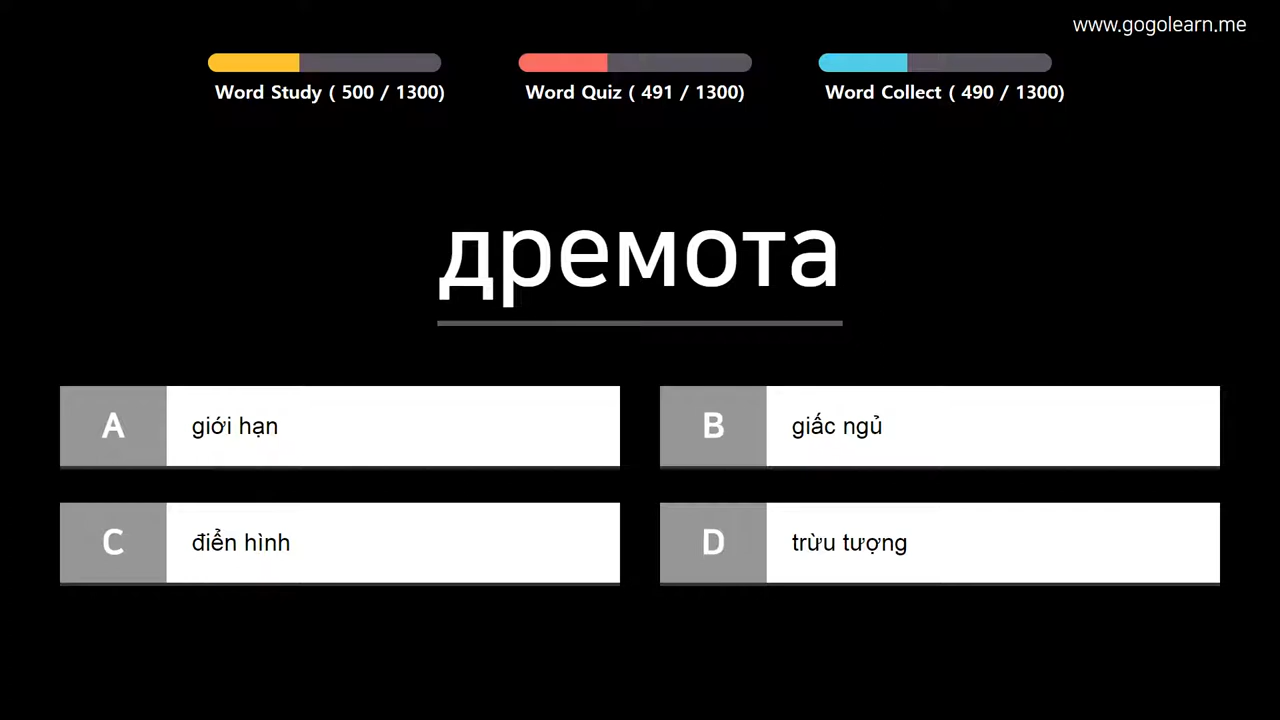 www.gogolearn.me
Word Study ( 500 / 1300)
Word Quiz ( 491 / 1300)
Word Collect ( 490 / 1300)
дремота
A
giới hạn
B
giấc ngủ
C
điển hình
D
trừu tượng